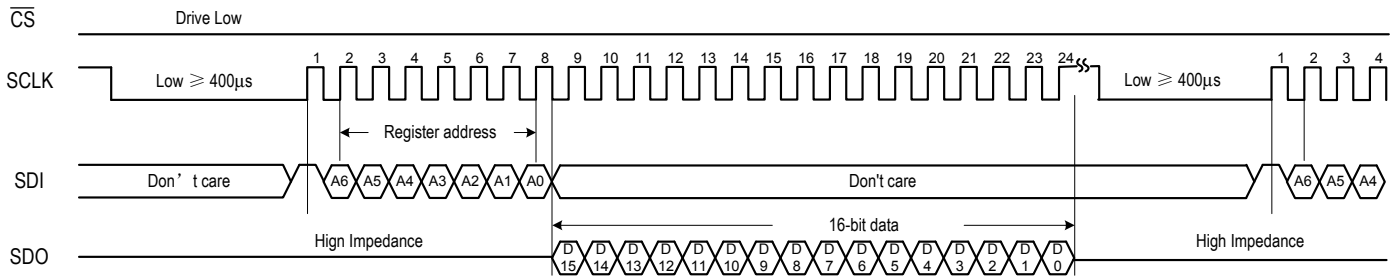 CS Drive Low
1 2 3 4 5 6 7 8 9 10 11 12 13 14 15 16 17 18 19 20 21 22 23 24 1 2 3 4
SCLK Low ≥ 400μs Low ≥ 400μs
Register address
SDI Don't care A6 A5 A4 A3 A2 A1 A0 Don't care A6 A5 A4
16-bit data
SDO Hign Impedance D15 D14 D13 D12 D11 D10 D9 D8 D7 D6 D5 D4 D3 D2 D1 D0 High Impedance